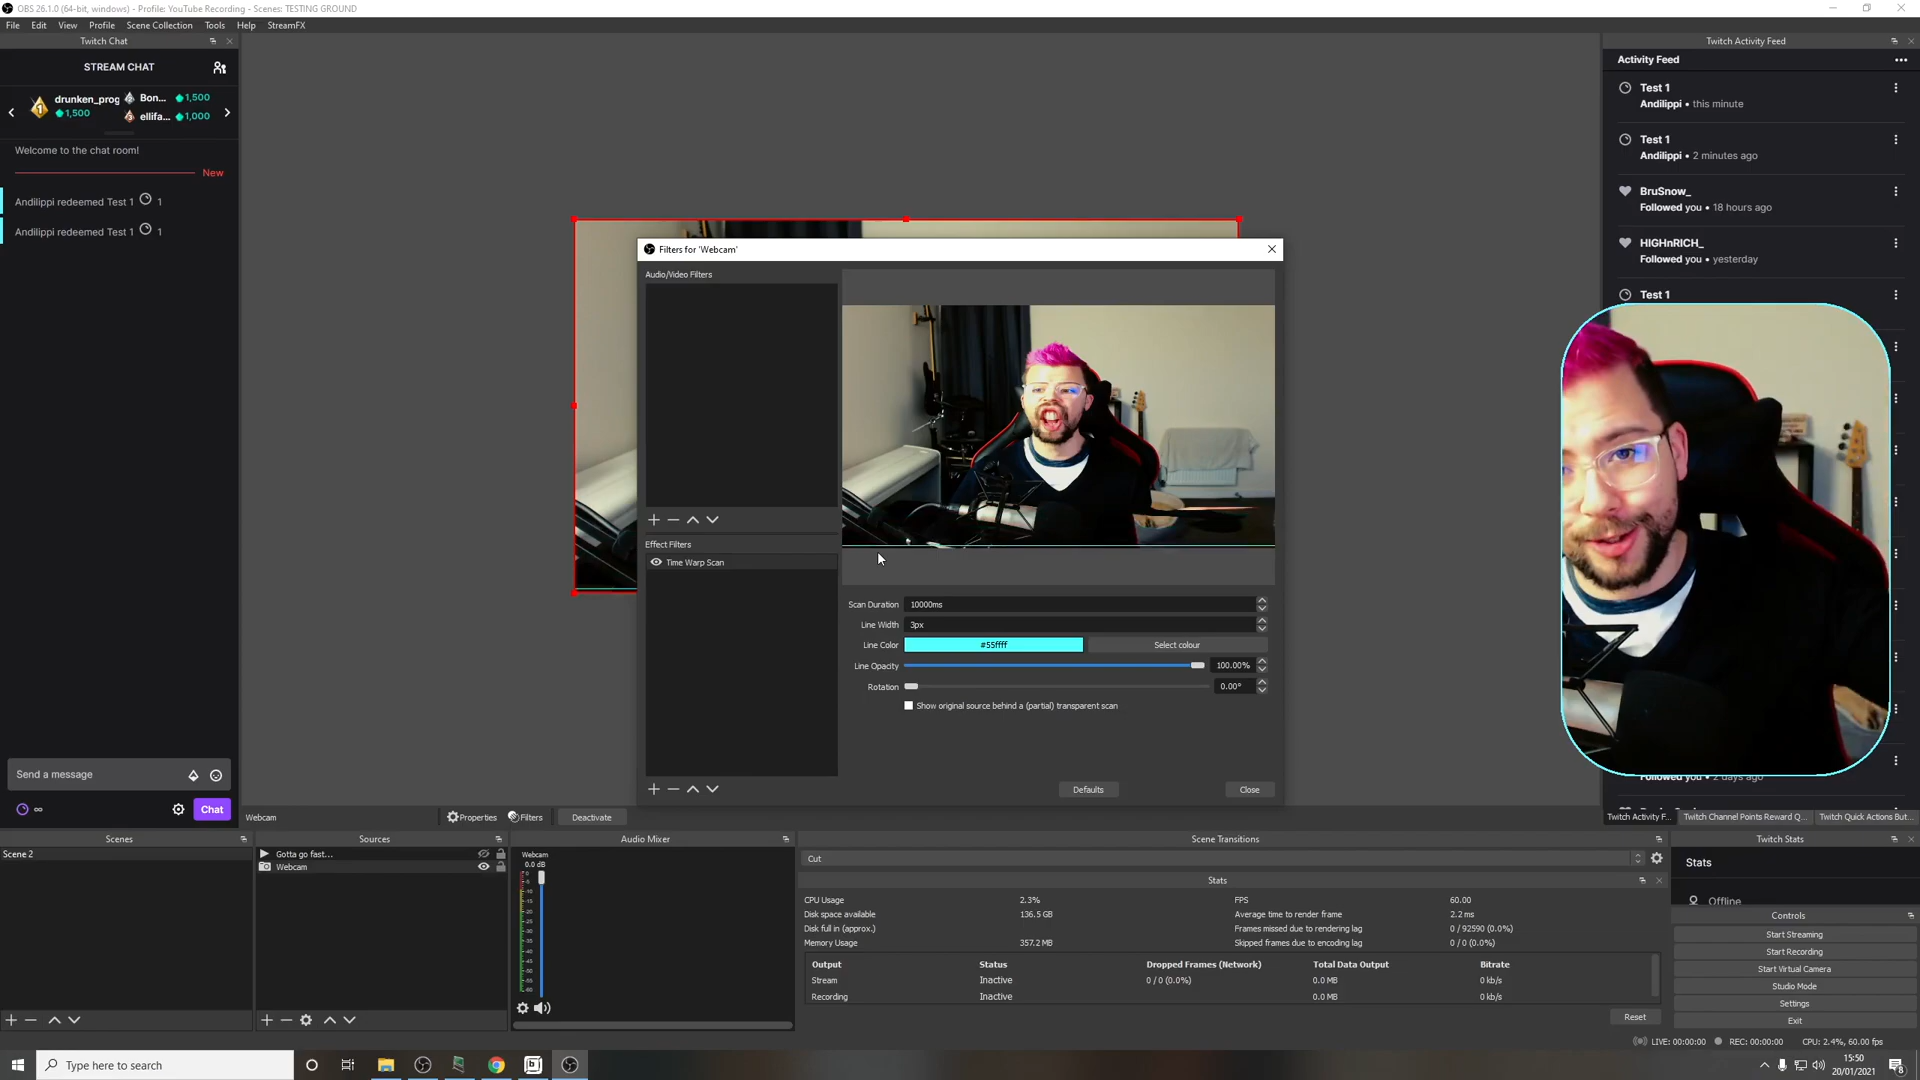 OBS 26.1.0 (64-bit, windows) - Profile: YouTube Recording - Scenes: TESTING GROUND
File Edit View Profile Scene Collection Tools Help StreamFX
Twitch Chat
STREAM CHAT
1
drunken_prog
1,500
Bon... 1,500
3 ellifa... 1,000
Welcome to the chat room!
New
Andilippi redeemed Test 1 1
Andilippi redeemed Test 1 1
Send a message
∞
Chat
Filters for 'Webcam'
Audio/Video Filters
Effect Filters
Time Warp Scan
Scan Duration 10000ms
Line Width 3px
Line Color #55ffff Select colour
Line Opacity 100.00%
Rotation 0.00°
Show original source behind a (partial) transparent scan
Defaults Close
Twitch Activity Feed
Activity Feed
Test 1
Andilippi • this minute
Test 1
Andilippi • 2 minutes ago
BruSnow_
Followed you • 18 hours ago
HIGHnRICH_
Followed you • yesterday
Test 1
Followed you • 2 days ago
Twitch Activity F... Twitch Channel Points Reward Q... Twitch Quick Actions But...
Webcam Properties Filters Deactivate
Scenes
Scene 2
Sources
Gotta go fast...
Webcam
Audio Mixer
Webcam
0.0 dB
Scene Transitions
Cut
Stats
CPU Usage 2.3% FPS 60.00
Disk space available 136.5 GB Average time to render frame 2.2 ms
Disk full in (approx.) Frames missed due to rendering lag 0 / 92590 (0.0%)
Memory Usage 357.2 MB Skipped frames due to encoding lag 0 / 0 (0.0%)
Output Status Dropped Frames (Network) Total Data Output Bitrate
Stream Inactive 0 / 0 (0.0%) 0.0 MB 0 kb/s
Recording Inactive 0.0 MB 0 kb/s
Reset
Twitch Stats
Stats
Offline
Controls
Start Streaming
Start Recording
Start Virtual Camera
Studio Mode
Settings
Exit
LIVE: 00:00:00 REC: 00:00:00 CPU: 2.4%, 60.00 fps
Type here to search
15:50
20/01/2021
8